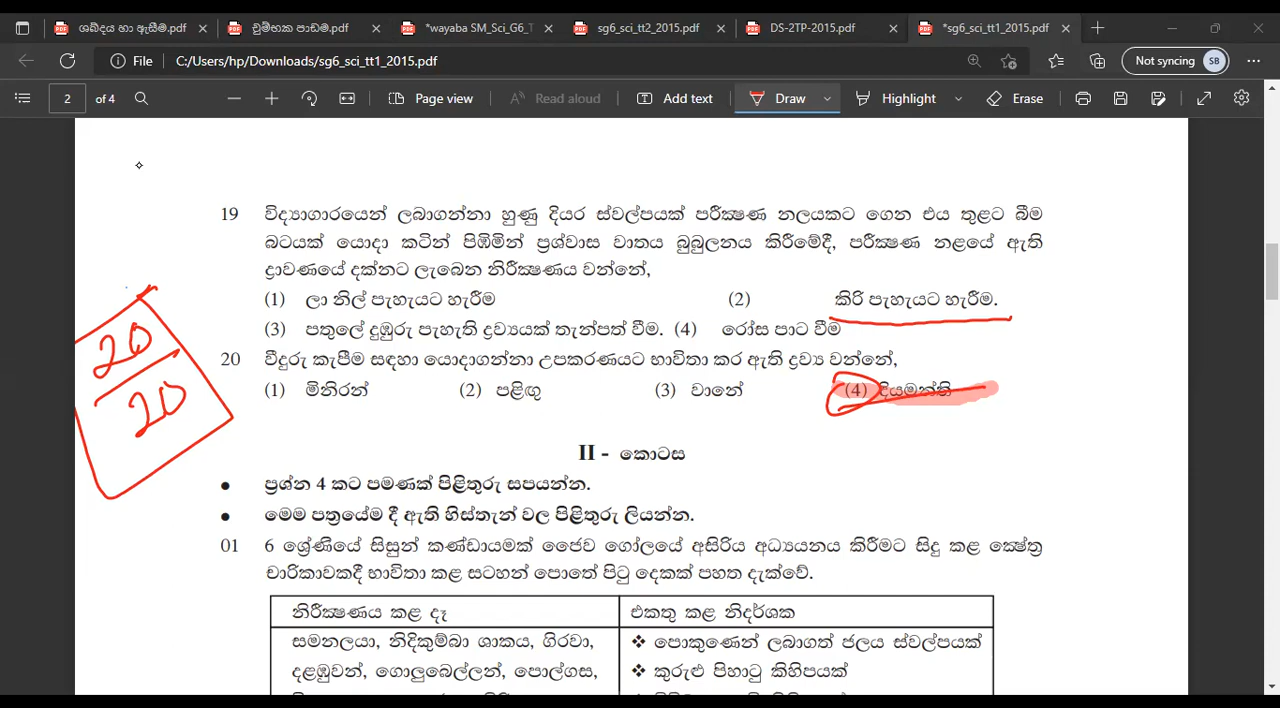 ශබ්දය හා ඇසීම.pdf
චුම්භක පාඩම.pdf
*wayaba SM_Sci_G6_T
sg6_sci_tt2_2015.pdf
DS-2TP-2015.pdf
*sg6_sci_tt1_2015.pdf
File C:/Users/hp/Downloads/sg6_sci_tt1_2015.pdf
Not syncing SB
2 of 4
Page view
Read aloud
Add text
Draw
Highlight
Erase
19 විද්‍යාගාරයෙන් ලබාගන්නා හුණු දියර ස්වල්පයක් පරීක්‍ෂණ නලයකට ගෙන එය තුළට බීම
බටයක් යොදා කටින් පිඹිමින් ප්‍රශ්වාස වාතය බුබුලනය කිරීමේදී, පරීක්‍ෂණ නළයේ ඇති
ද්‍රාවණයේ දක්නට ලැබෙන නිරීක්‍ෂණය වන්නේ,
(1) ලා නිල් පැහැයට හැරීම (2) කිරි පැහැයට හැරීම.
(3) පතුලේ දුඹුරු පැහැති ද්‍රව්‍යයක් තැන්පත් වීම. (4) රෝස පාට වීම
20 වීදුරු කැපීම සඳහා යොදාගන්නා උපකරණයට භාවිතා කර ඇති ද්‍රව්‍ය වන්නේ,
(1) මිනිරන් (2) පළිඟු (3) වානේ (4) දියමන්ති
20
20
II - කොටස
• ප්‍රශ්න 4 කට පමණක් පිළිතුරු සපයන්න.
• මෙම පත්‍රයේම දී ඇති හිස්තැන් වල පිළිතුරු ලියන්න.
01 6 ශ්‍රේණියේ සිසුන් කණ්ඩායමක් ජෛව ගෝලයේ අසිරිය අධ්‍යයනය කිරීමට සිදු කළ ක්‍ෂේත්‍ර
චාරිකාවකදී භාවිතා කළ සටහන් පොතේ පිටු දෙකක් පහත දැක්වේ.
නිරීක්‍ෂණය කළ දෑ
එකතු කළ නිදර්ශක
සමනලයා, නිදිකුම්බා ශාකය, ගිරවා,
❖ පොකුණෙන් ලබාගත් ජලය ස්වල්පයක්
දළඹුවන්, ගොලුබෙල්ලන්, පොල්ගස,
❖ කුරුළු පිහාටු කිහිපයක්